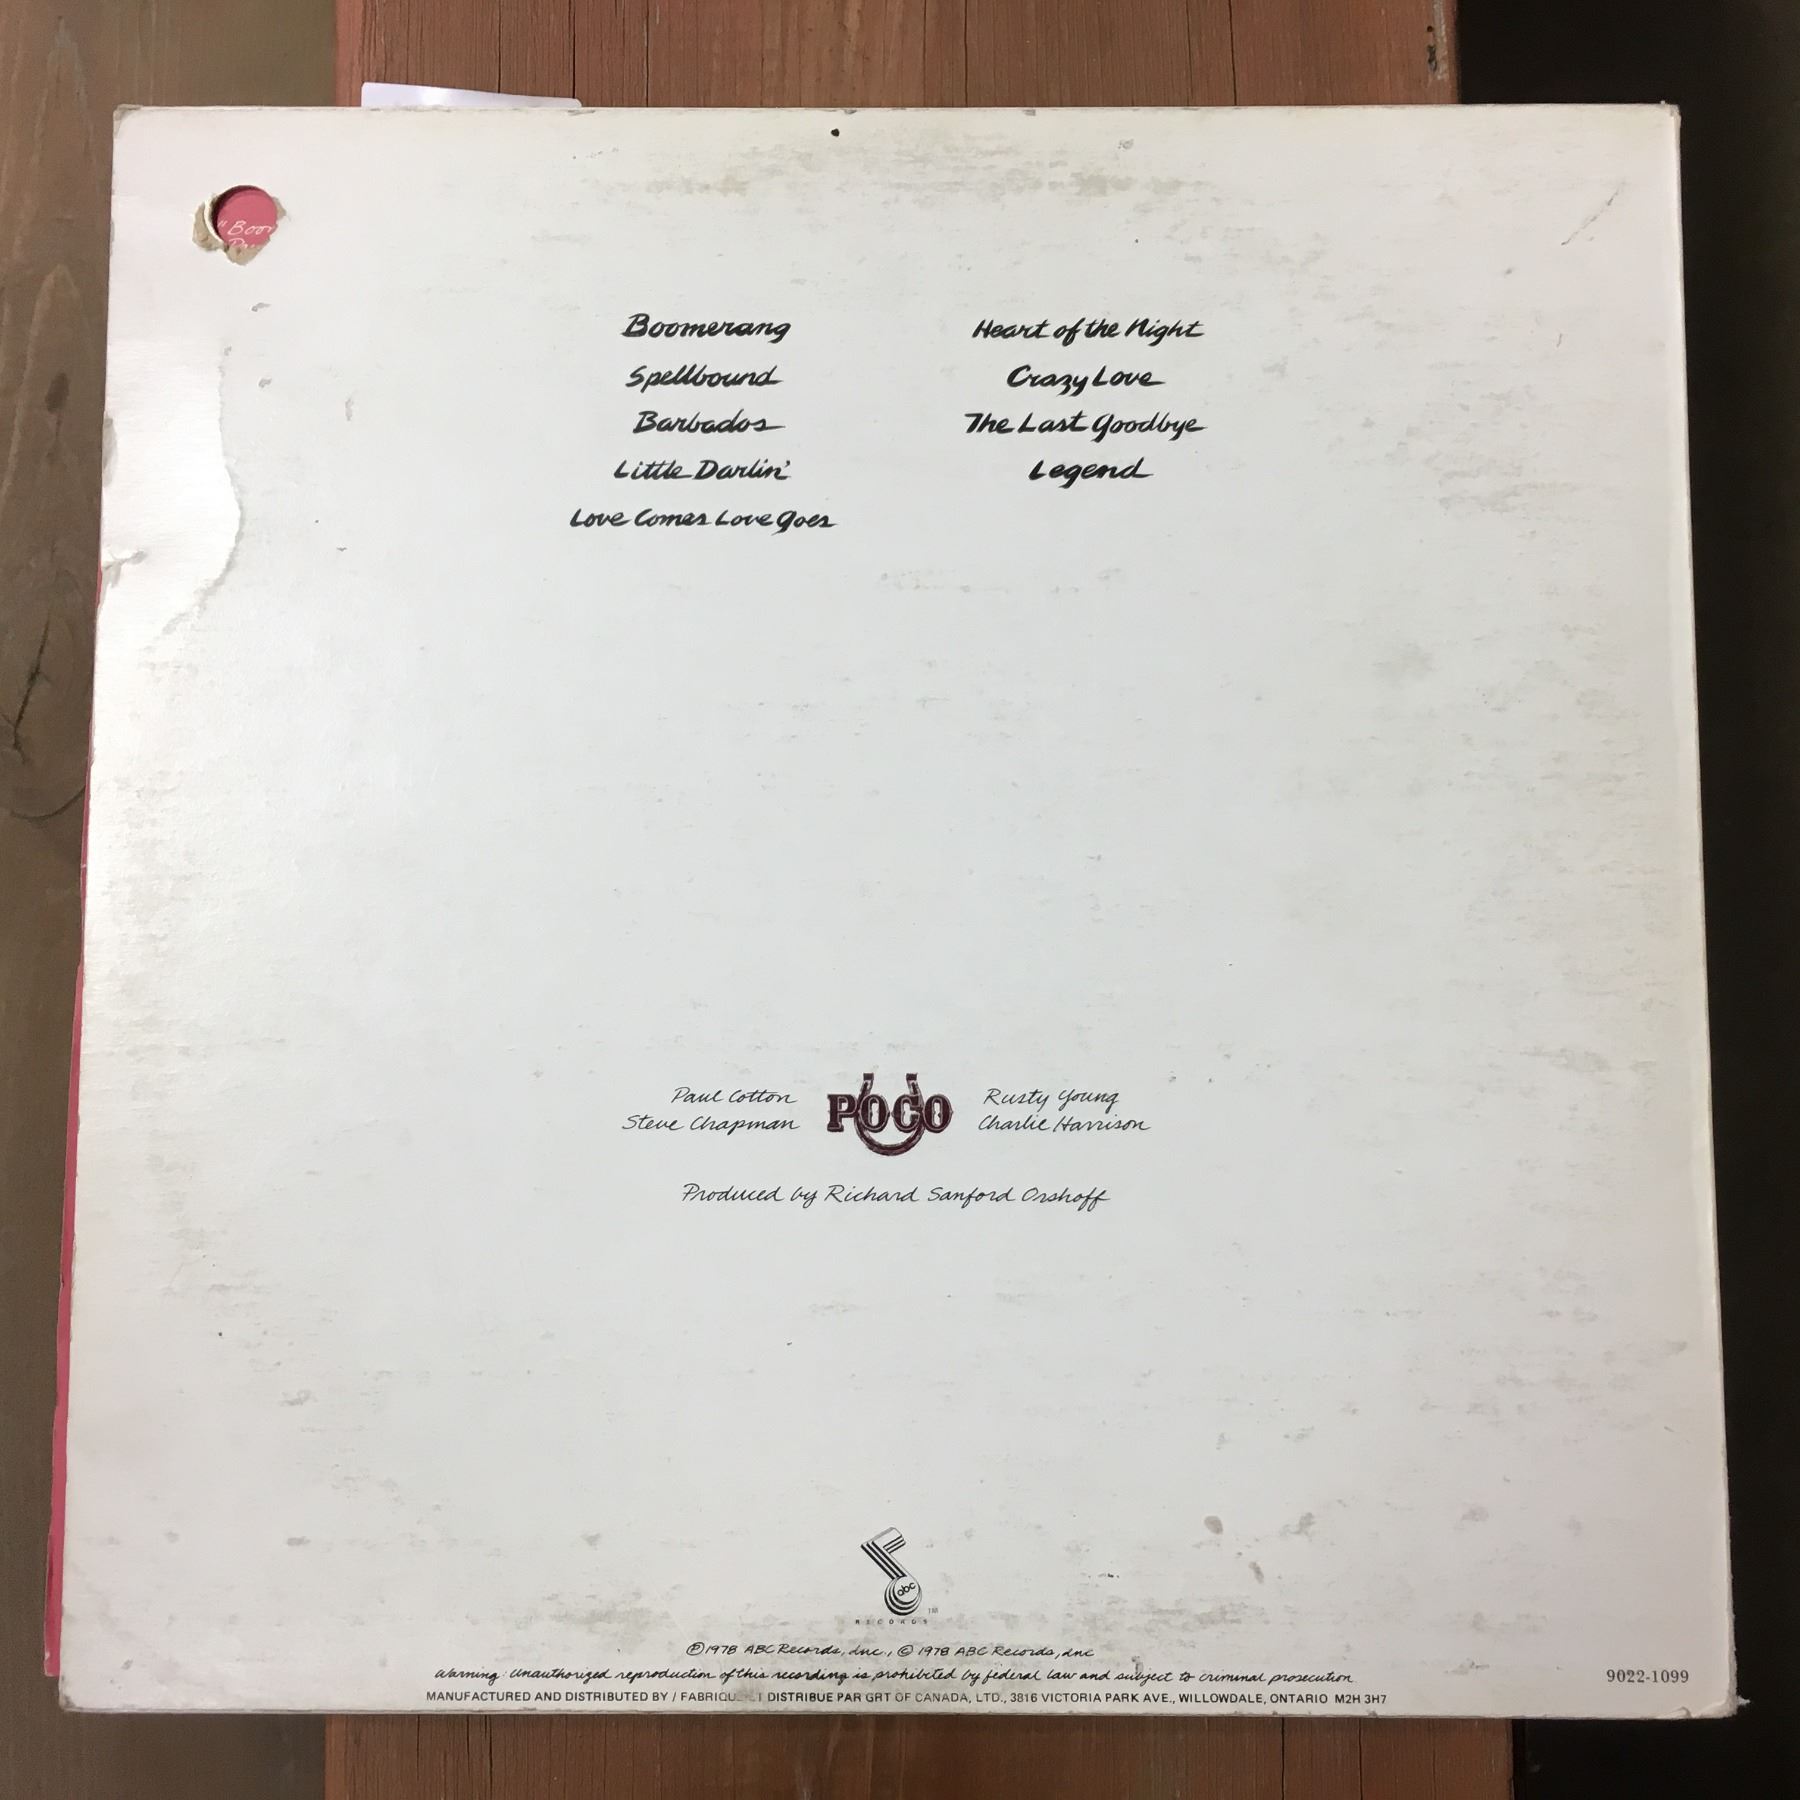 " Boo
Boomerang
Spellbound
Barbados
Little Darlin'
Love Comes Love Goes
Heart of the Night
Crazy Love
The Last Goodbye
Legend
Paul Cotton
Steve Chapman
POCO
Rusty Young
Charlie Harrison
Produced by Richard Sanford Orshoff
abc
RECORDS TM
℗1978 ABC Records, Inc., © 1978 ABC Records, Inc
Warning: Unauthorized reproduction of this recording is prohibited by federal law and subject to criminal prosecution
MANUFACTURED AND DISTRIBUTED BY / DISTRIBUE PAR GRT OF CANADA, LTD., 3816 VICTORIA PARK AVE., WILLOWDALE, ONTARIO M2H 3H7
9022-1099